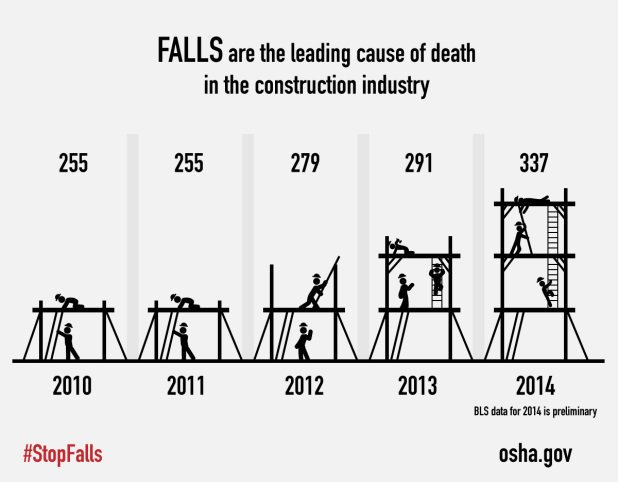 FALLS are the leading cause of death
in the construction industry
255 255 279 291 337
2010 2011 2012 2013 2014
BLS data for 2014 is preliminary
#StopFalls osha.gov